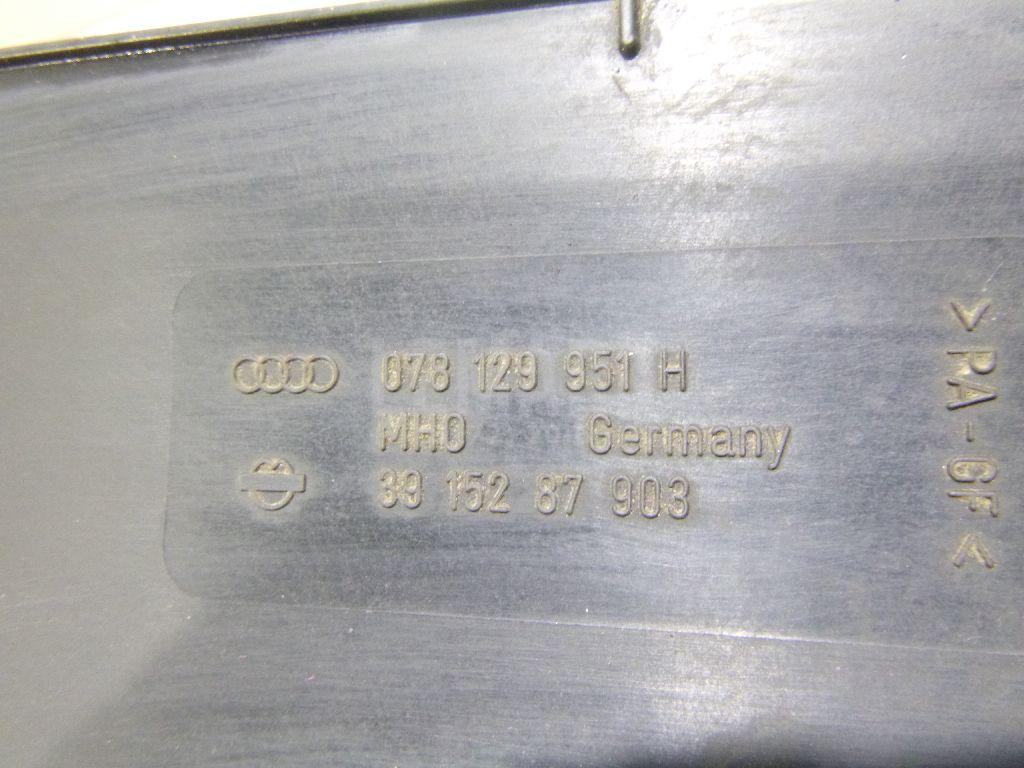 078 129 951 H
MHO Germany
39 152 87 903
>PA-GF<